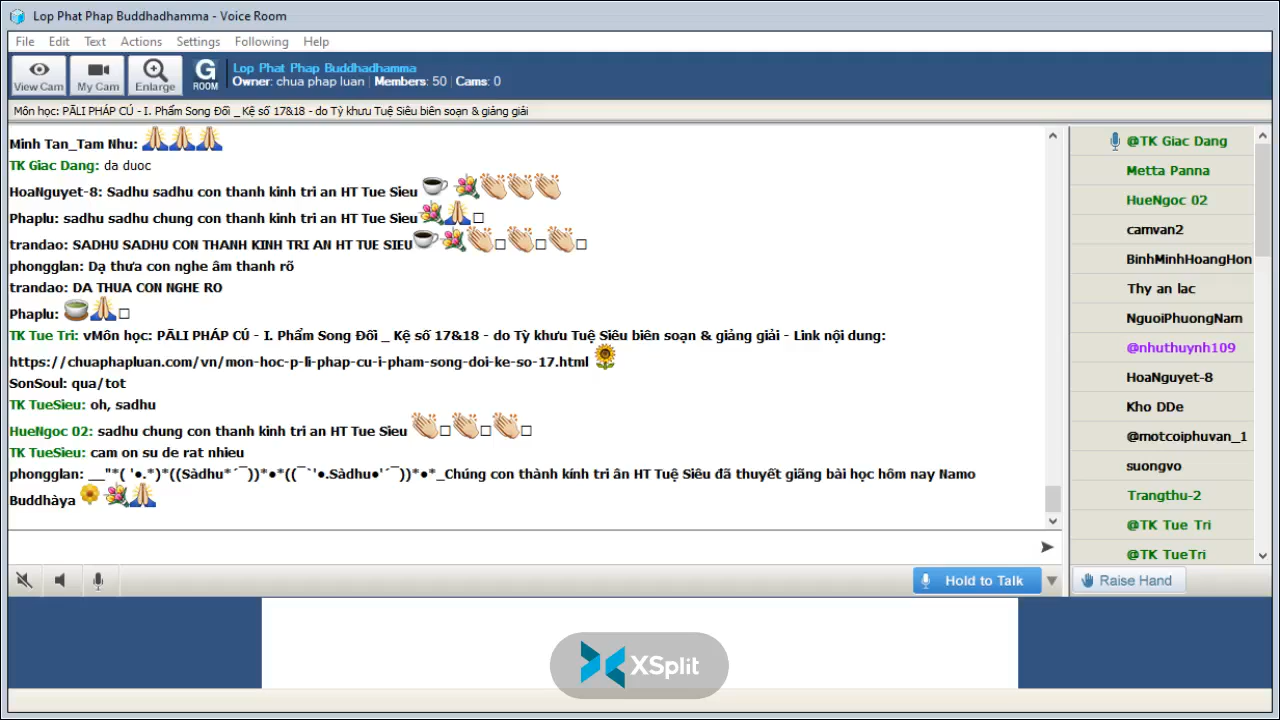 Lop Phat Phap Buddhadhamma - Voice Room
File Edit Text Actions Settings Following Help
View Cam My Cam Enlarge G ROOM
Lop Phat Phap Buddhadhamma
Owner: chua phap luan | Members: 50 | Cams: 0
Môn học: PĀLI PHÁP CÚ - I. Phẩm Song Đối _ Kệ số 17&18 - do Tỳ khưu Tuệ Siêu biên soạn & giảng giải
Minh Tan_Tam Nhu:
TK Giac Dang: da duoc
HoaNguyet-8: Sadhu sadhu con thanh kinh tri an HT Tue Sieu
Phaplu: sadhu sadhu chung con thanh kinh tri an HT Tue Sieu
trandao: SADHU SADHU CON THANH KINH TRI AN HT TUE SIEU
phongglan: Dạ thưa con nghe âm thanh rõ
trandao: DA THUA CON NGHE RO
Phaplu:
TK Tue Tri: vMôn học: PĀLI PHÁP CÚ - I. Phẩm Song Đối _ Kệ số 17&18 - do Tỳ khưu Tuệ Siêu biên soạn & giảng giải - Link nội dung:
https://chuaphapluan.com/vn/mon-hoc-p-li-phap-cu-i-pham-song-doi-ke-so-17.html
SonSoul: qua/tot
TK TueSieu: oh, sadhu
HueNgoc 02: sadhu chung con thanh kinh tri an HT Tue Sieu
TK TueSieu: cam on su de rat nhieu
phongglan: __"*( '●.*)*((Sàdhu*´¯))*●*((¯`'●.Sàdhu●'´¯))*●*_Chúng con thành kính tri ân HT Tuệ Siêu đã thuyết giãng bài học hôm nay Namo
Buddhàya
@TK Giac Dang
Metta Panna
HueNgoc 02
camvan2
BinhMinhHoangHon
Thy an lac
NguoiPhuongNam
@nhuthuynh109
HoaNguyet-8
Kho DDe
@motcoiphuvan_1
suongvo
Trangthu-2
@TK Tue Tri
@TK TueTri
Hold to Talk
Raise Hand
XSplit